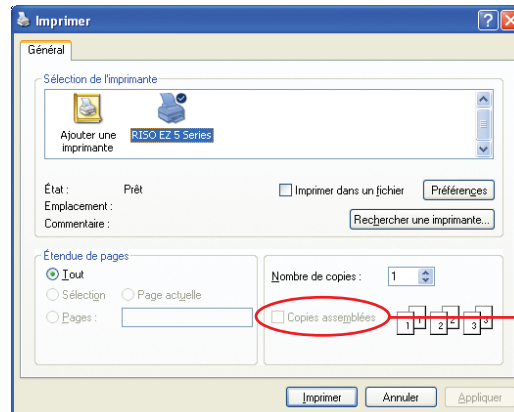 Imprimer
Général
Sélection de l'imprimante
Ajouter une imprimante
RISO EZ 5 Series
État : Prêt
Emplacement :
Commentaire :
Imprimer dans un fichier
Préférences
Rechercher une imprimante...
Étendue de pages
Tout
Sélection Page actuelle
Pages :
Nombre de copies : 1
Copies assemblées
1 1 2 2 3 3
Imprimer Annuler Appliquer